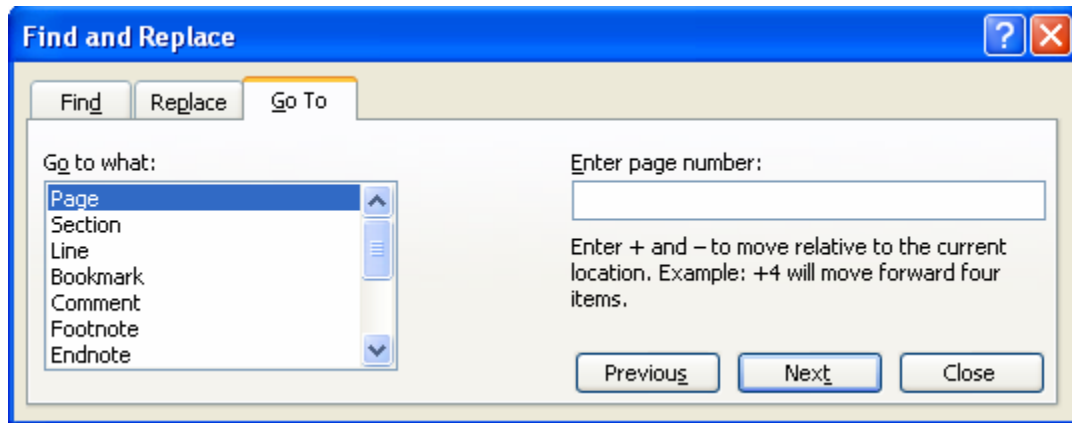 Find and Replace
Find Replace Go To
Go to what:
Page
Section
Line
Bookmark
Comment
Footnote
Endnote
Enter page number:
Enter + and – to move relative to the current
location. Example: +4 will move forward four
items.
Previous Next Close